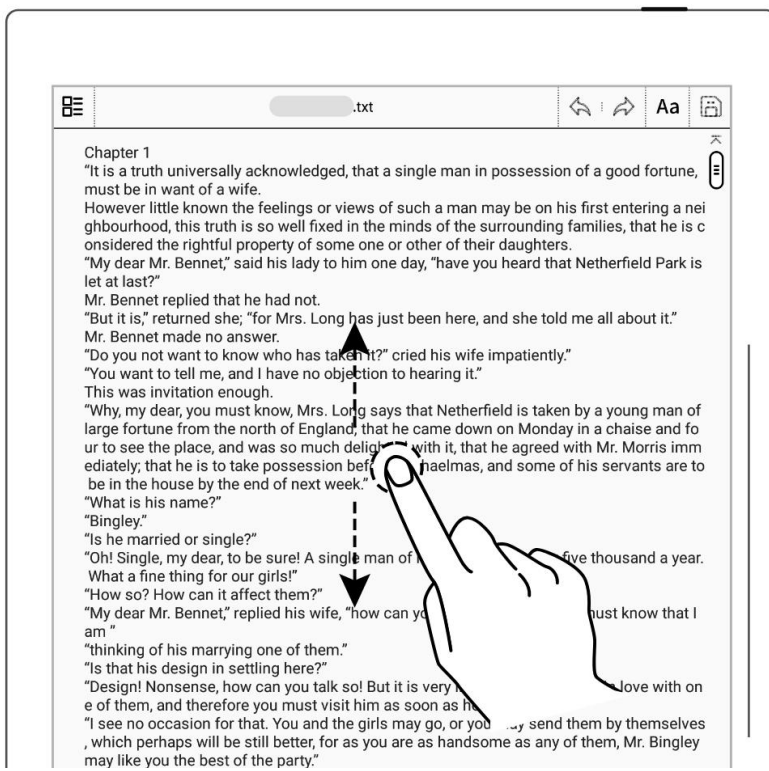 .txt
Aa
Chapter 1
“It is a truth universally acknowledged, that a single man in possession of a good fortune,
must be in want of a wife.
However little known the feelings or views of such a man may be on his first entering a nei
ghbourhood, this truth is so well fixed in the minds of the surrounding families, that he is c
onsidered the rightful property of some one or other of their daughters.
“My dear Mr. Bennet,” said his lady to him one day, “have you heard that Netherfield Park is
let at last?”
Mr. Bennet replied that he had not.
“But it is,” returned she; “for Mrs. Long has just been here, and she told me all about it.”
Mr. Bennet made no answer.
“Do you not want to know who has taken it?” cried his wife impatiently.”
“You want to tell me, and I have no objection to hearing it.”
This was invitation enough.
“Why, my dear, you must know, Mrs. Long says that Netherfield is taken by a young man of
large fortune from the north of England; that he came down on Monday in a chaise and fo
ur to see the place, and was so much delighted with it, that he agreed with Mr. Morris imm
ediately; that he is to take possession haelmas, and some of his servants are to
be in the house by the end of next week.”
“What is his name?”
“Bingley.”
“Is he married or single?”
“Oh! Single, my dear, to be sure! A single man of five thousand a year.
What a fine thing for our girls!”
“How so? How can it affect them?”
“My dear Mr. Bennet,” replied his wife, “how can must know that I
am ”
“thinking of his marrying one of them.”
“Is that his design in settling here?”
“Design! Nonsense, how can you talk so! But it is very love with on
e of them, and therefore you must visit him as soon as
“I see no occasion for that. You and the girls may go, or you may send them by themselves
, which perhaps will be still better, for as you are as handsome as any of them, Mr. Bingley
may like you the best of the party.”